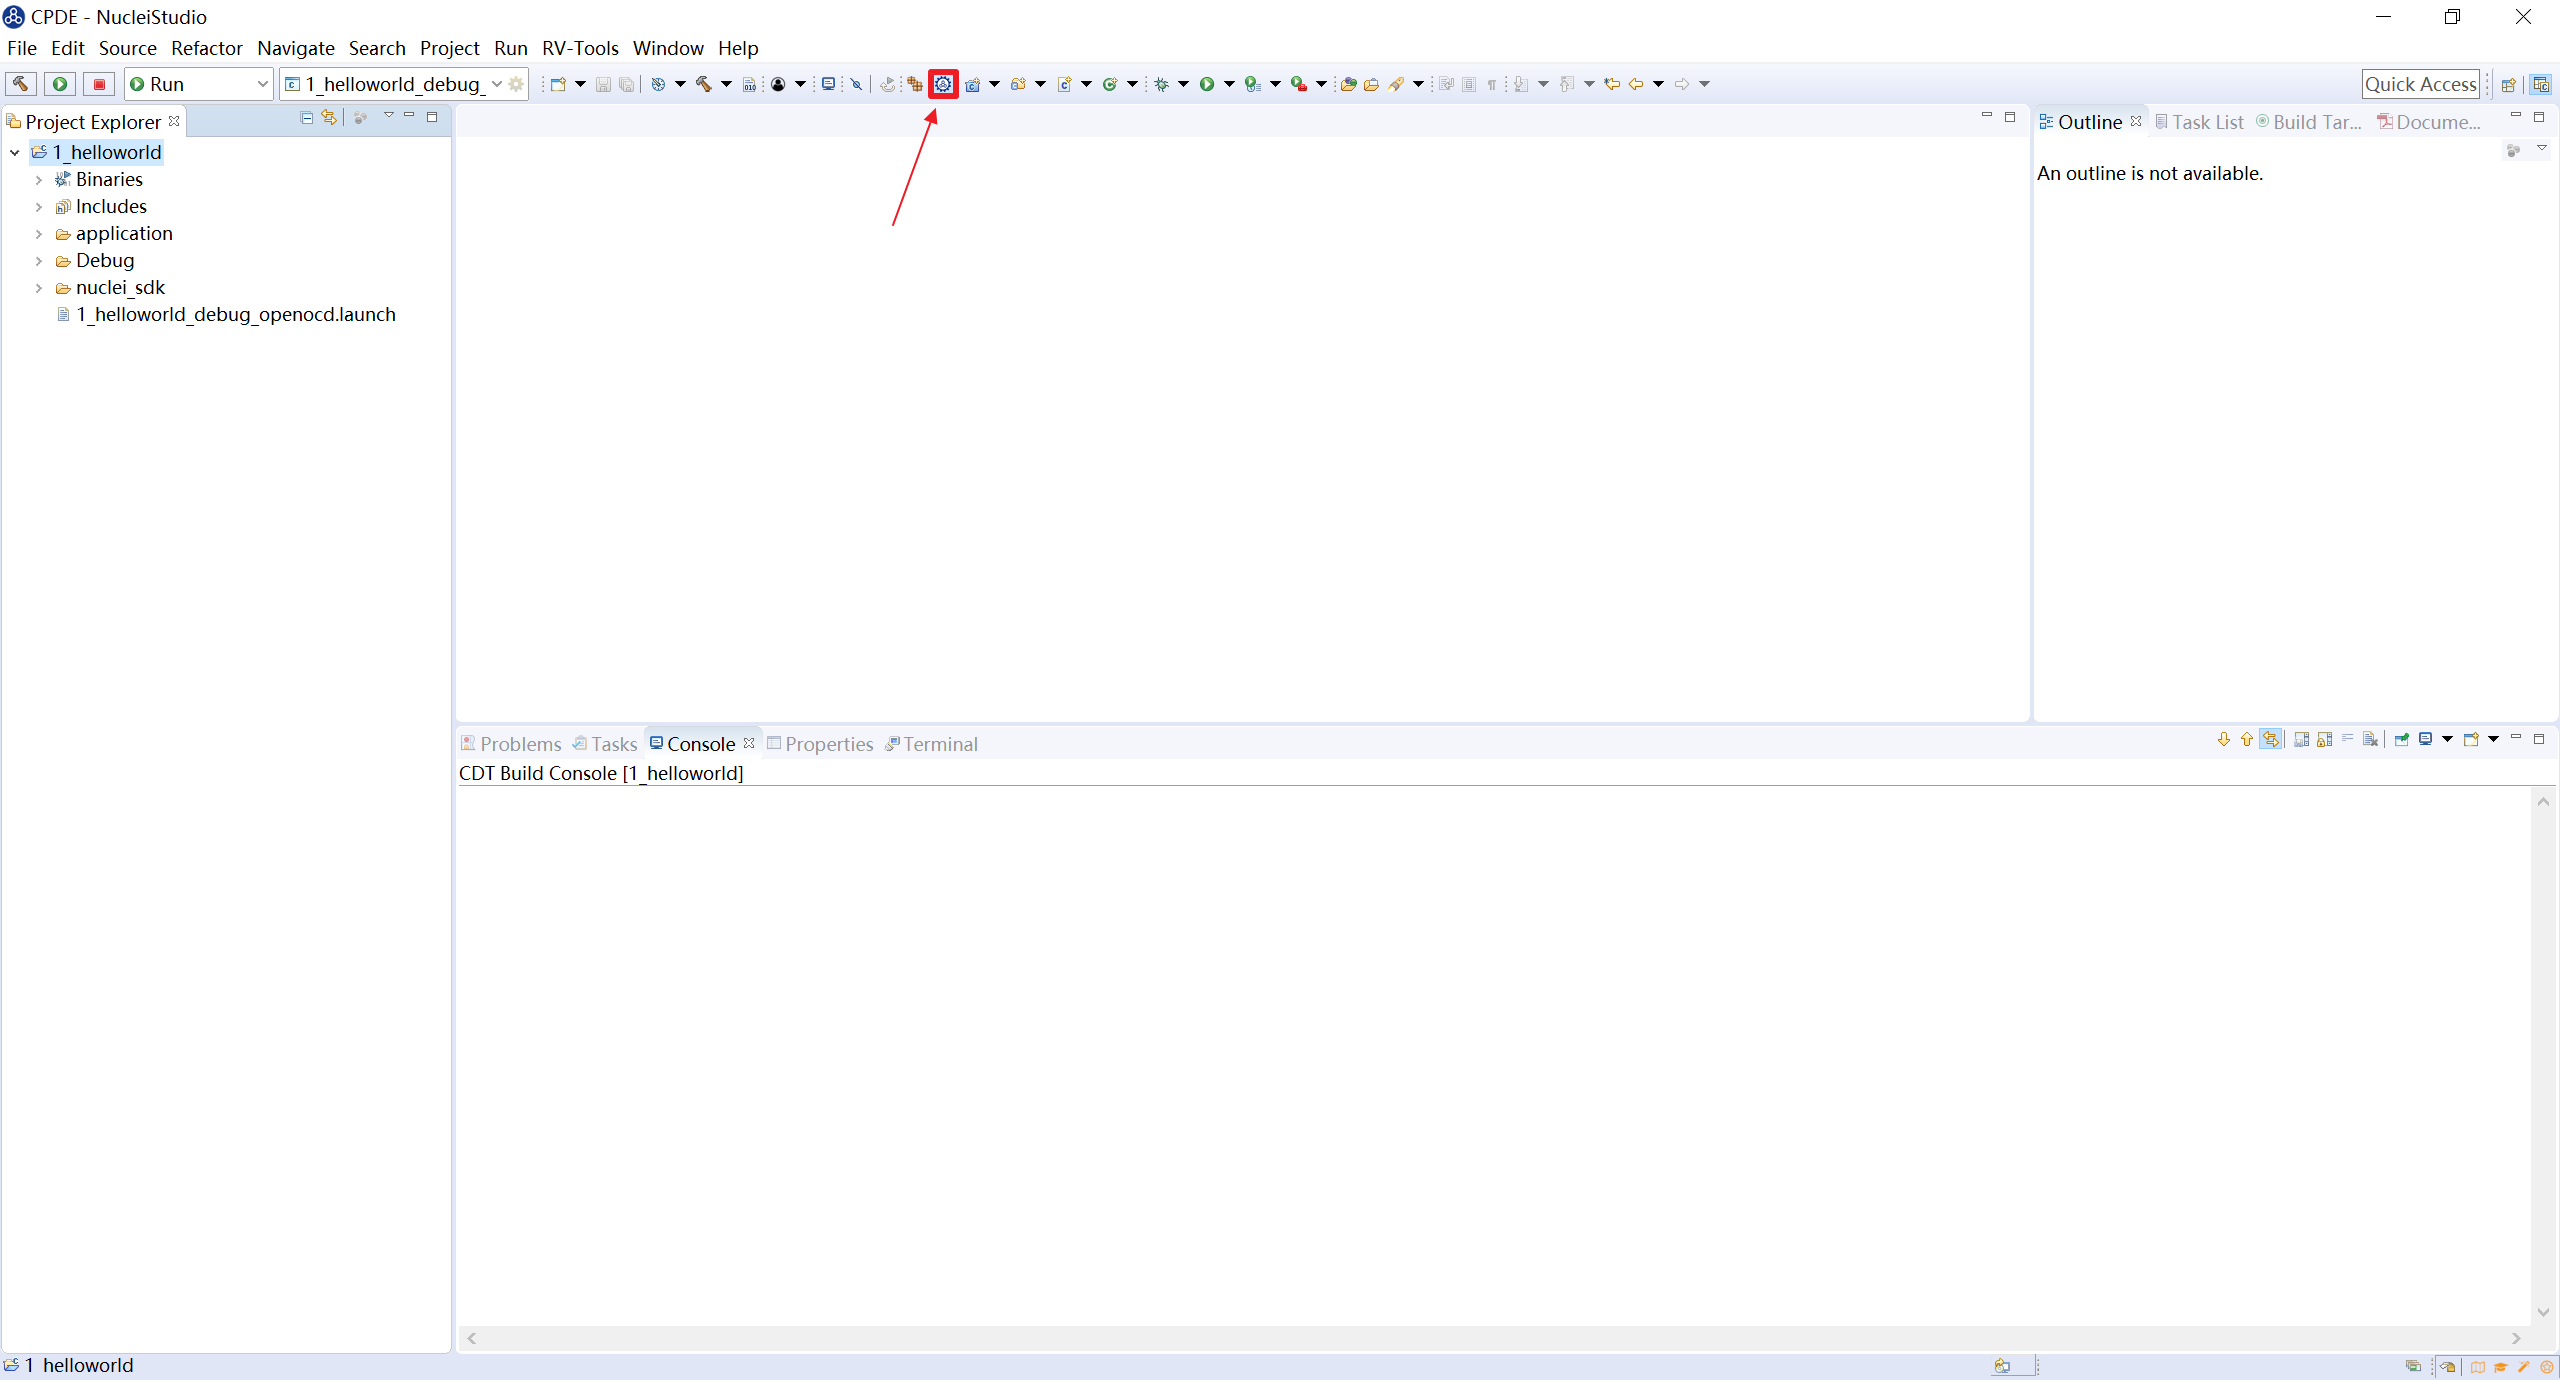 CPDE - NucleiStudio
File Edit Source Refactor Navigate Search Project Run RV-Tools Window Help
Run 1_helloworld_debug_ Quick Access
Project Explorer
1_helloworld
Binaries
Includes
application
Debug
nuclei_sdk
1_helloworld_debug_openocd.launch
Outline Task List Build Tar... Docume...
An outline is not available.
Problems Tasks Console Properties Terminal
CDT Build Console [1_helloworld]
1 helloworld